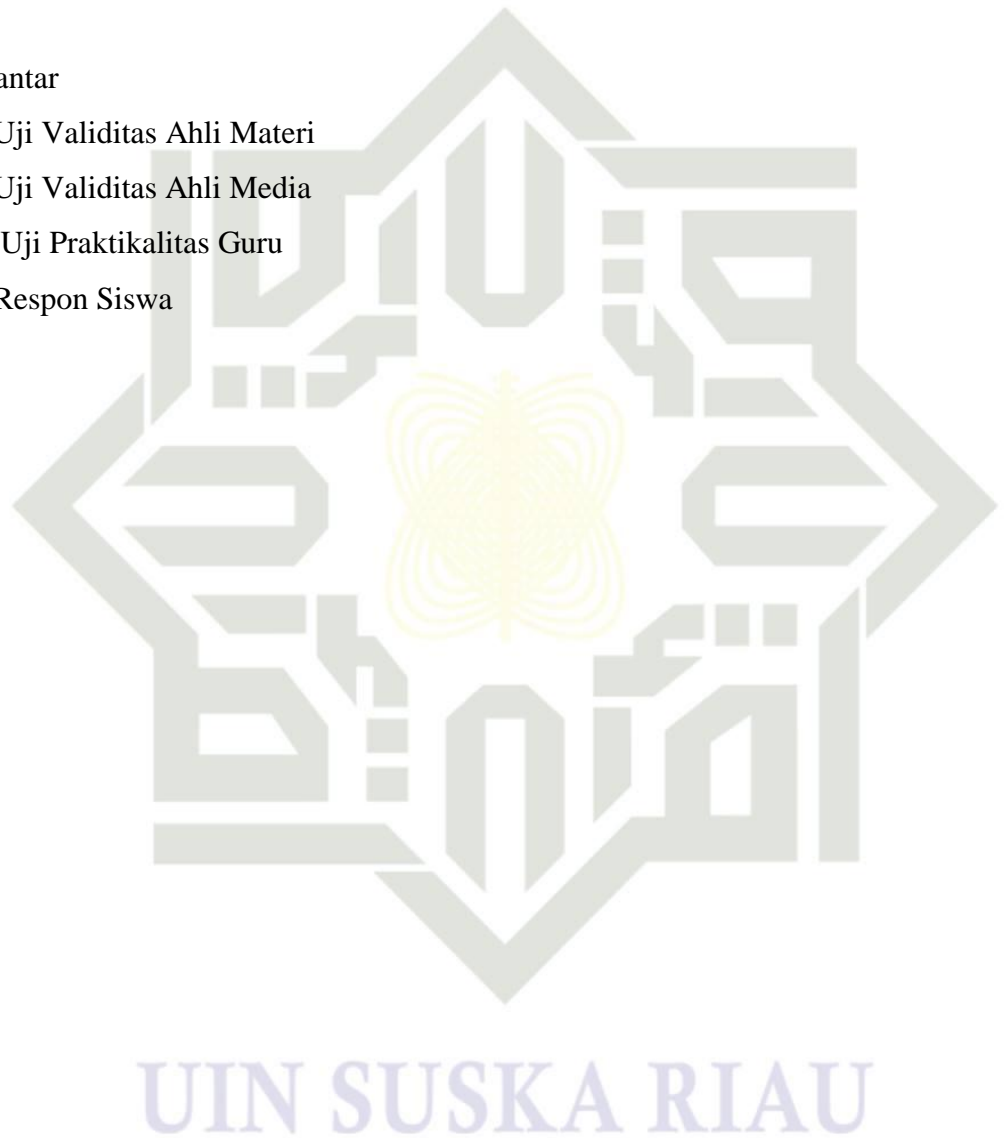 antar
Uji Validitas Ahli Materi
Uji Validitas Ahli Media
Uji Praktikalitas Guru
Respon Siswa
UIN SUSKA RIAU